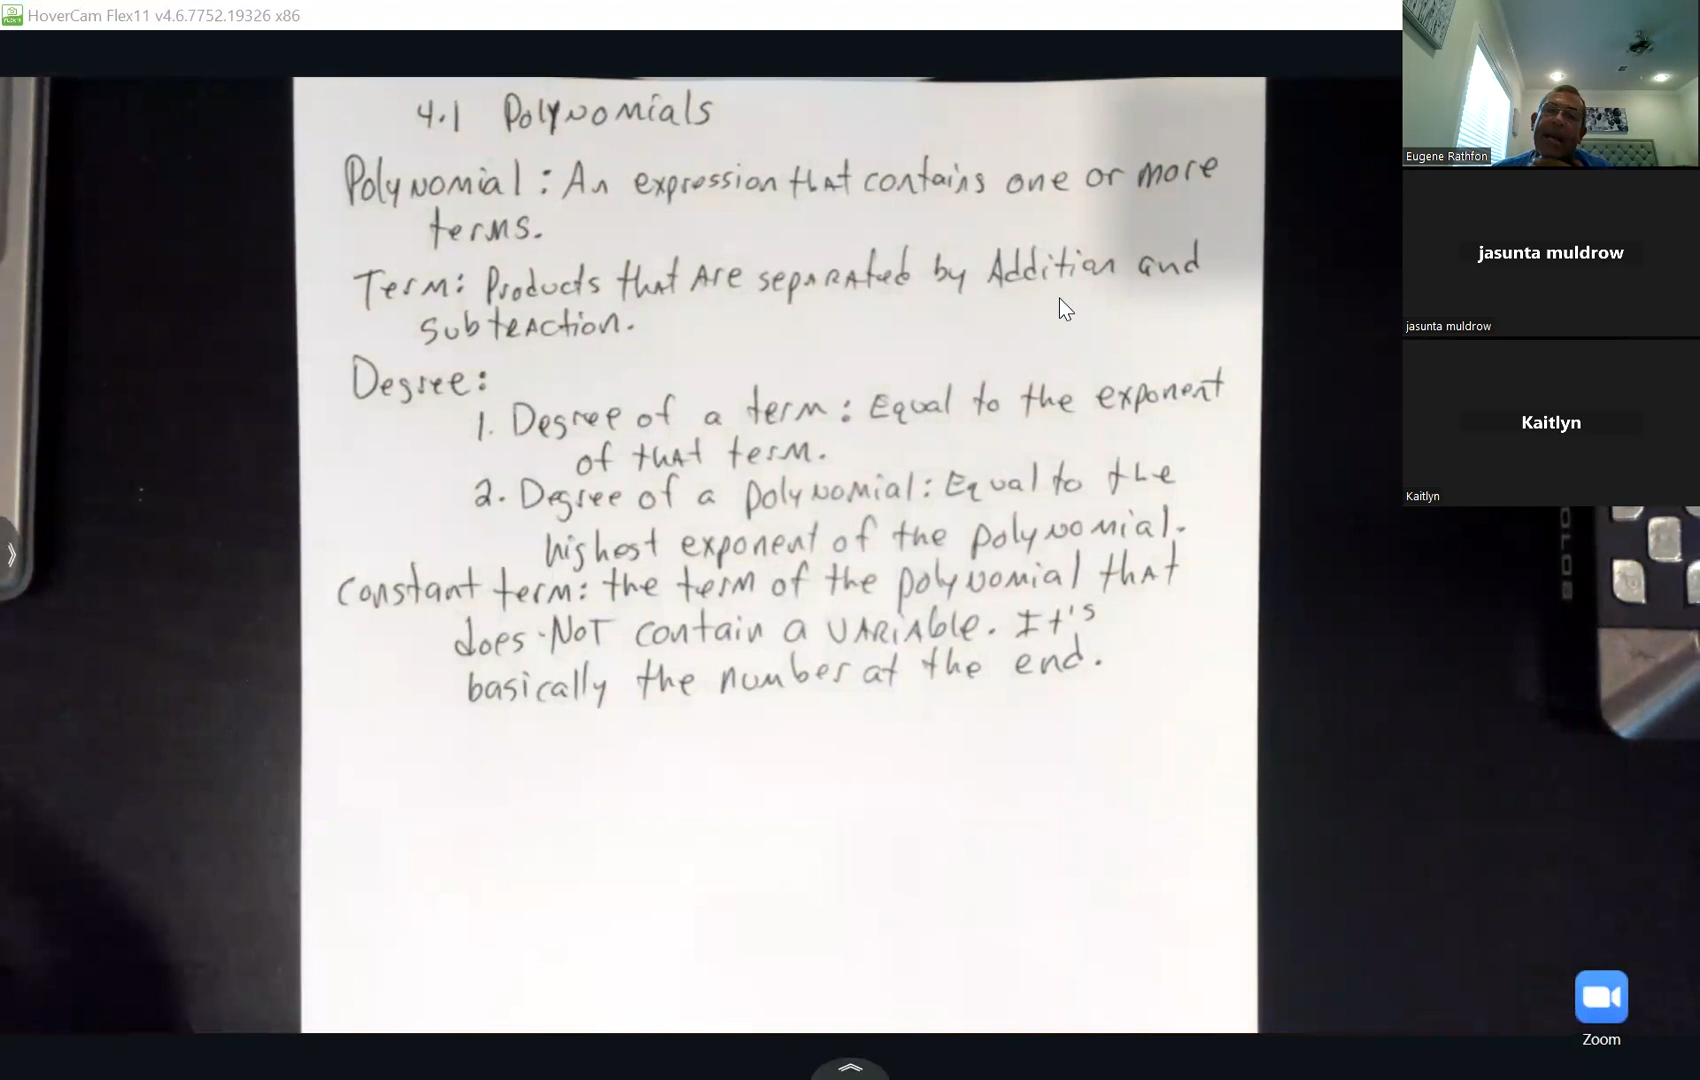 HoverCam Flex11 v4.6.7752.19326 x86
4.1 Polynomials
Polynomial: An expression that contains one or more
terms.
Term: Products that Are separated by Addition and
subtraction.
Degree:
1. Degree of a term: Equal to the exponent
of that term.
2. Degree of a polynomial: Equal to the
highest exponent of the polynomial.
Constant term: the term of the polynomial that
does NOT contain a VARiAble. It's
basically the number at the end.
Eugene Rathfon
jasunta muldrow
jasunta muldrow
Kaitlyn
Kaitlyn
Zoom